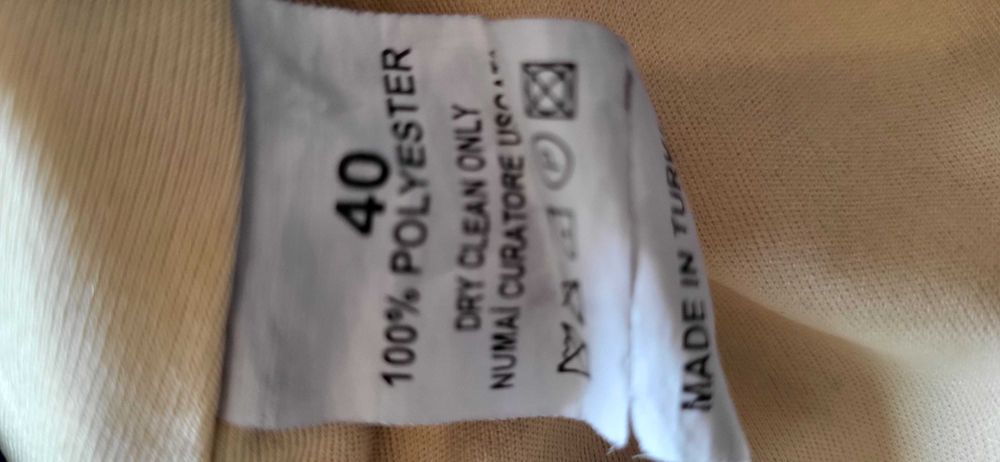 40
100% POLYESTER
DRY CLEAN ONLY
NUMAİ CURATORE
P
MADE IN